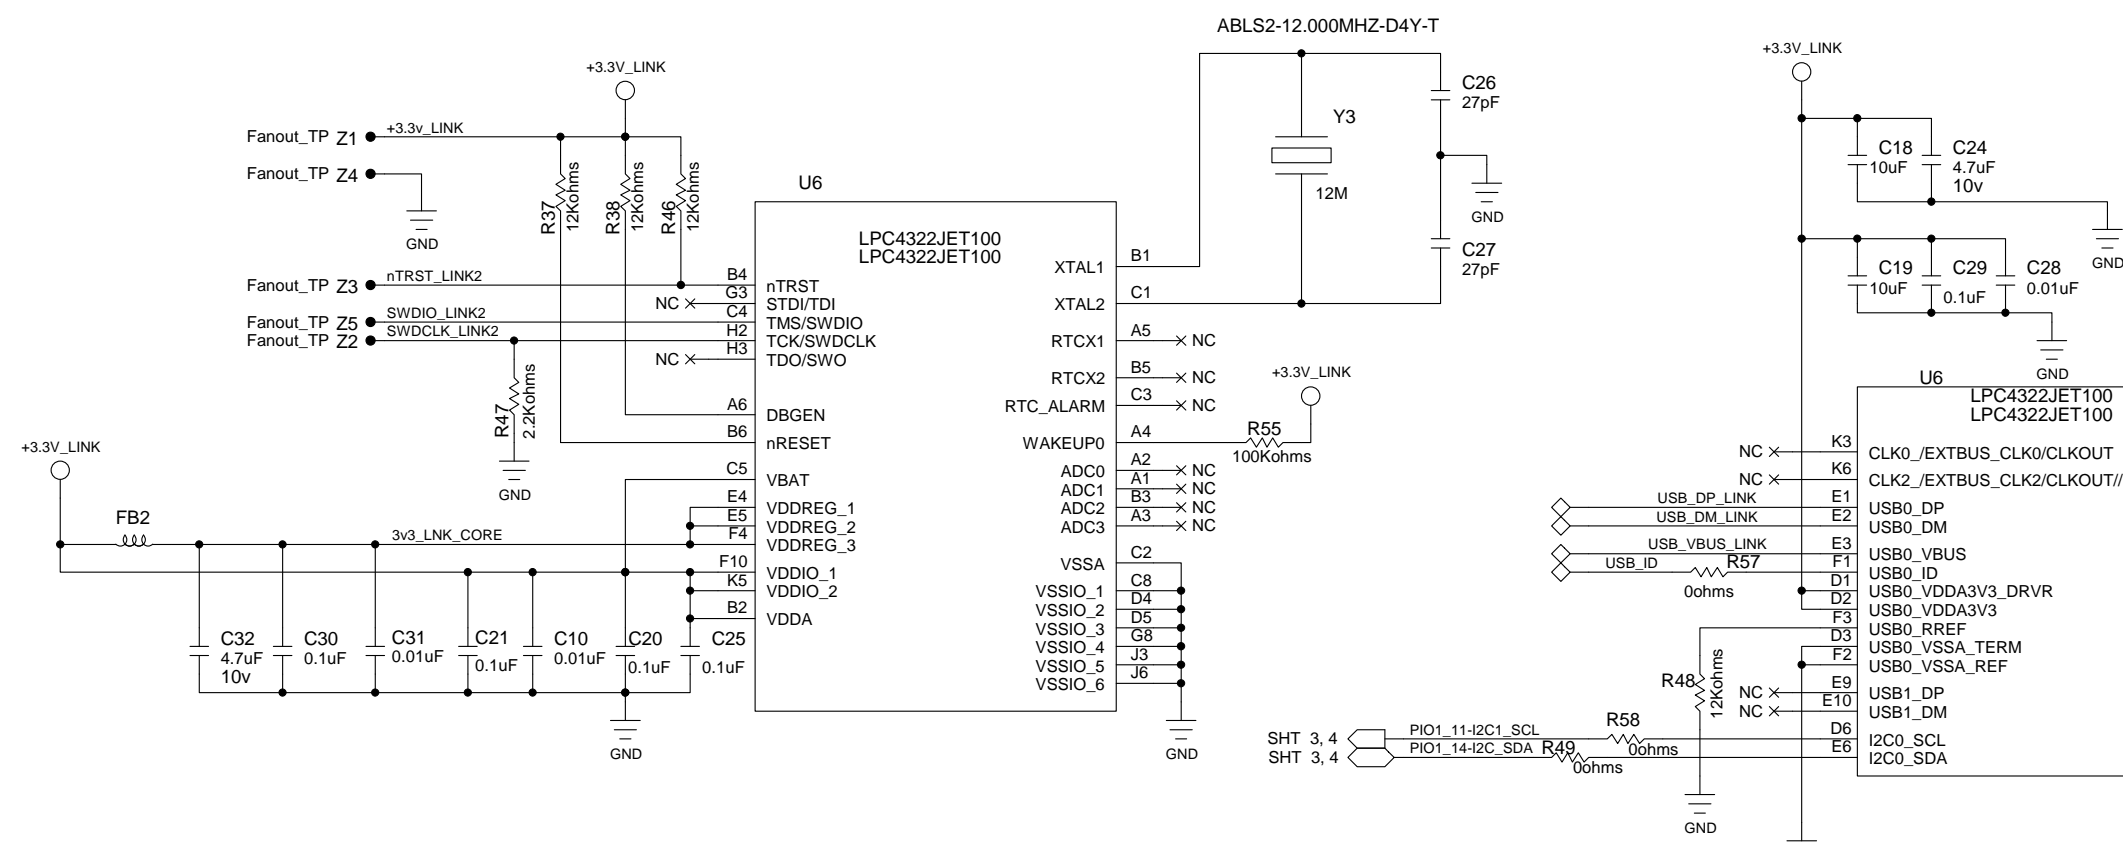 ABLS2-12.000MHZ-D4Y-T
+3.3V_LINK
Fanout_TP Z1 +3.3v_LINK
Fanout_TP Z4
GND
R37 12Kohms
R38 12Kohms
R46 12Kohms
Fanout_TP Z3 nTRST_LINK2
Fanout_TP Z5 SWDIO_LINK2
Fanout_TP Z2 SWDCLK_LINK2
NC
NC
R47 2.2Kohms
GND
U6
LPC4322JET100
LPC4322JET100
B4 nTRST
G3 STDI/TDI
C4 TMS/SWDIO
H2 TCK/SWDCLK
H3 TDO/SWO
A6 DBGEN
B6 nRESET
C5 VBAT
E4 VDDREG_1
E5 VDDREG_2
F4 VDDREG_3
F10 VDDIO_1
K5 VDDIO_2
B2 VDDA
+3.3V_LINK
FB2
3v3_LNK_CORE
C32
4.7uF
10v
C30
0.1uF
C31
0.01uF
C21
0.1uF
C10
0.01uF
C20
0.1uF
C25
0.1uF
GND
XTAL1 B1
XTAL2 C1
RTCX1 A5 NC
RTCX2 B5 NC
RTC_ALARM C3 NC
WAKEUP0 A4
ADC0 A2 NC
ADC1 A1 NC
ADC2 B3 NC
ADC3 A3 NC
VSSA C2
VSSIO_1 C8
VSSIO_2 D4
VSSIO_3 D5
VSSIO_4 G8
VSSIO_5 J3
VSSIO_6 J6
GND
Y3
12M
C26
27pF
GND
C27
27pF
+3.3V_LINK
R55
100Kohms
+3.3V_LINK
C18
10uF
C24
4.7uF
10v
GND
C19
10uF
C29
0.1uF
C28
0.01uF
GND
U6
LPC4322JET100
LPC4322JET100
NC K3 CLK0_/EXTBUS_CLK0/CLKOUT
NC K6 CLK2_/EXTBUS_CLK2/CLKOUT//
USB_DP_LINK E1 USB0_DP
USB_DM_LINK E2 USB0_DM
USB_VBUS_LINK E3 USB0_VBUS
USB_ID R57 F1 USB0_ID
0ohms
D1 USB0_VDDA3V3_DRVR
D2 USB0_VDDA3V3
F3 USB0_RREF
D3 USB0_VSSA_TERM
F2 USB0_VSSA_REF
R48 12Kohms
NC E9 USB1_DP
NC E10 USB1_DM
SHT 3, 4 PIO1_11-I2C1_SCL R58 0ohms D6 I2C0_SCL
SHT 3, 4 PIO1_14-I2C_SDA R49 0ohms E6 I2C0_SDA
GND